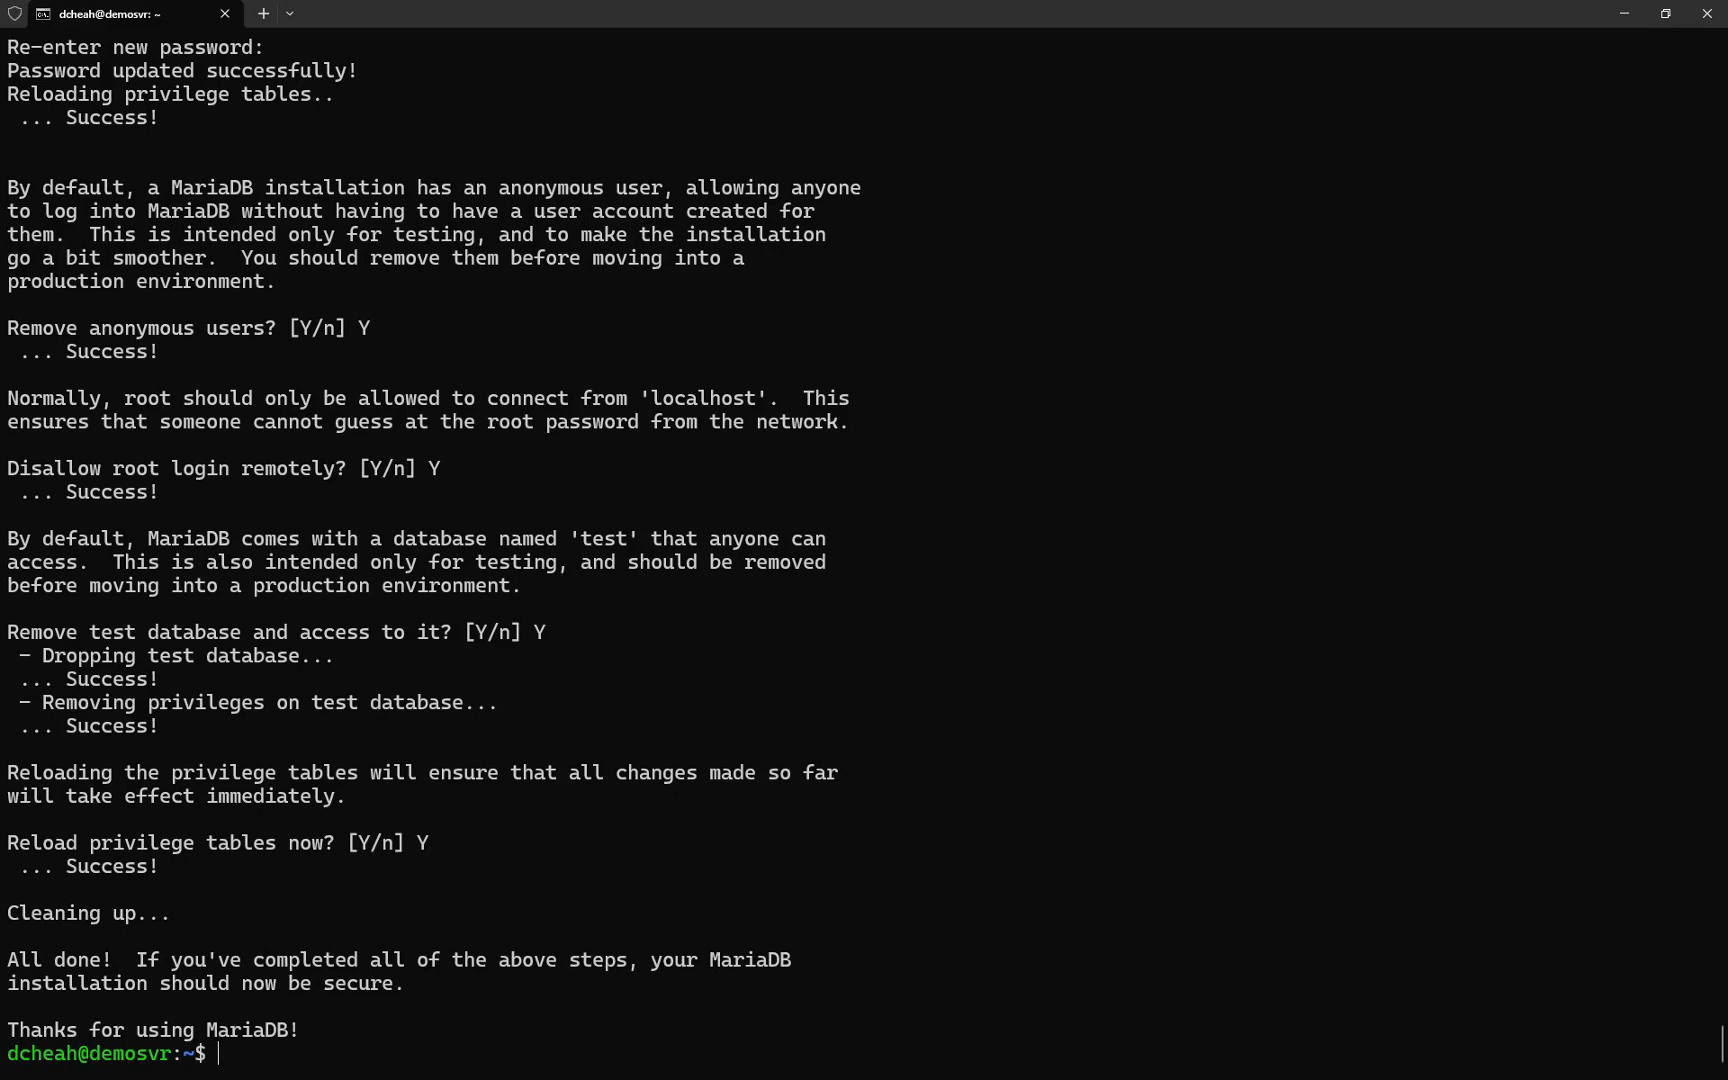 dcheah@demosvr: ~
Re-enter new password:
Password updated successfully!
Reloading privilege tables..
 ... Success!
By default, a MariaDB installation has an anonymous user, allowing anyone
to log into MariaDB without having to have a user account created for
them.  This is intended only for testing, and to make the installation
go a bit smoother.  You should remove them before moving into a
production environment.
Remove anonymous users? [Y/n] Y
 ... Success!
Normally, root should only be allowed to connect from 'localhost'.  This
ensures that someone cannot guess at the root password from the network.
Disallow root login remotely? [Y/n] Y
 ... Success!
By default, MariaDB comes with a database named 'test' that anyone can
access.  This is also intended only for testing, and should be removed
before moving into a production environment.
Remove test database and access to it? [Y/n] Y
 - Dropping test database...
 ... Success!
 - Removing privileges on test database...
 ... Success!
Reloading the privilege tables will ensure that all changes made so far
will take effect immediately.
Reload privilege tables now? [Y/n] Y
 ... Success!
Cleaning up...
All done!  If you've completed all of the above steps, your MariaDB
installation should now be secure.
Thanks for using MariaDB!
dcheah@demosvr:~$